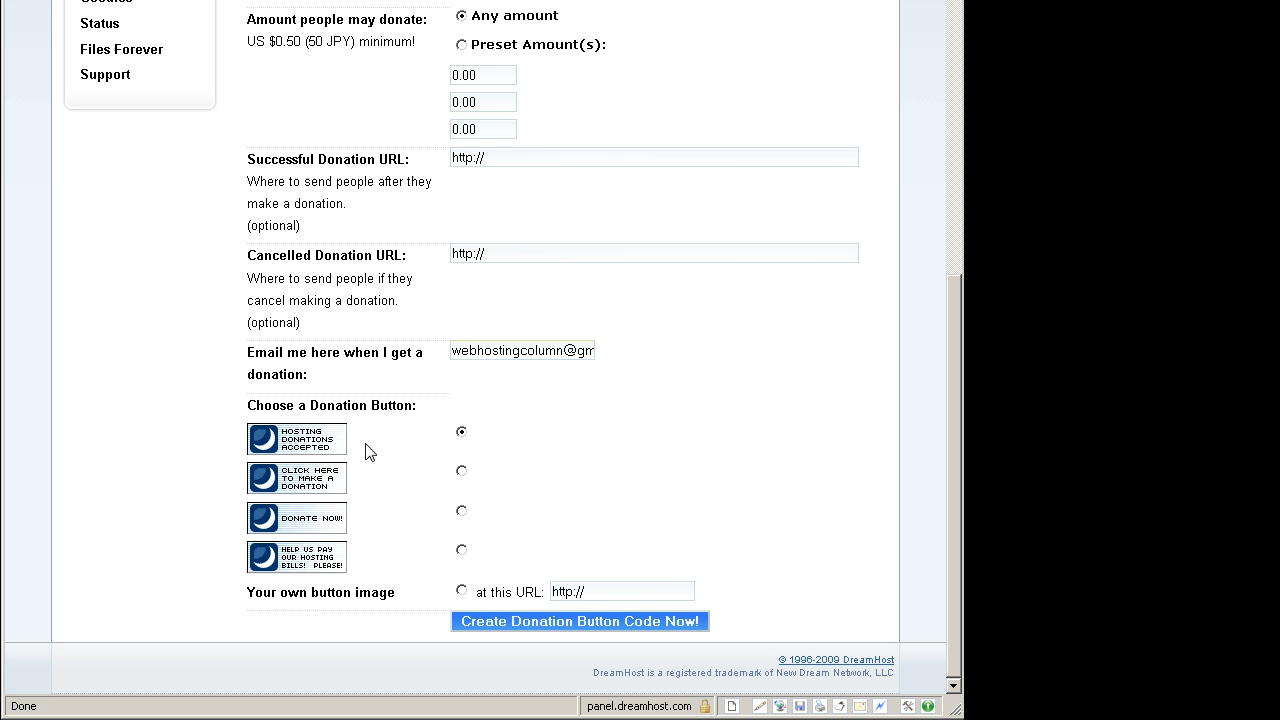 Status
Files Forever
Support
Amount people may donate:
US $0.50 (50 JPY) minimum!
Any amount
Preset Amount(s):
0.00
0.00
0.00
Successful Donation URL:
Where to send people after they
make a donation.
(optional)
http://
Cancelled Donation URL:
Where to send people if they
cancel making a donation.
(optional)
http://
Email me here when I get a
donation:
webhostingcolumn@gm
Choose a Donation Button:
HOSTING
DONATIONS
ACCEPTED
CLICK HERE
TO MAKE A
DONATION
DONATE NOW!
HELP US PAY
OUR HOSTING
BILLS! PLEASE!
Your own button image
at this URL: http://
Create Donation Button Code Now!
© 1996-2009 DreamHost
DreamHost is a registered trademark of New Dream Network, LLC
Done
panel.dreamhost.com